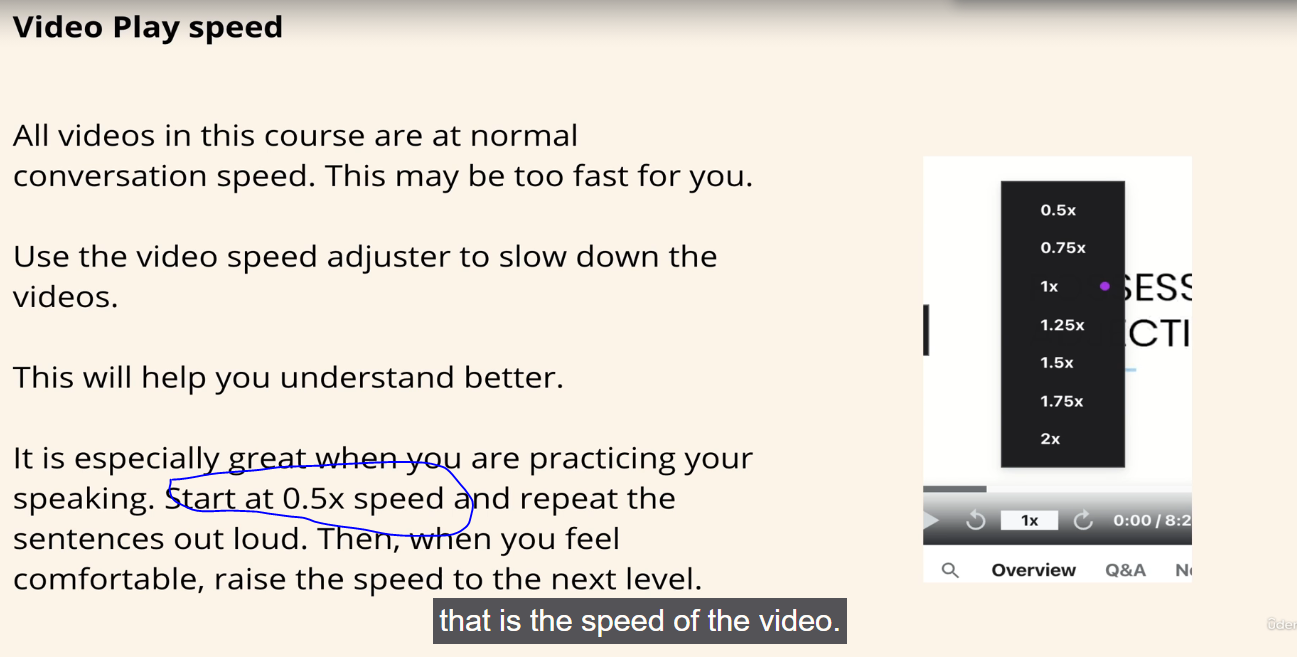 Video Play speed
All videos in this course are at normal
conversation speed. This may be too fast for you.
Use the video speed adjuster to slow down the
videos.
This will help you understand better.
It is especially great when you are practicing your
speaking. Start at 0.5x speed and repeat the
sentences out loud. Then, when you feel
comfortable, raise the speed to the next level.
0.5x
0.75x
1x
1.25x
1.5x
1.75x
2x
1x
0:00 / 8:2
Overview
Q&A
that is the speed of the video.